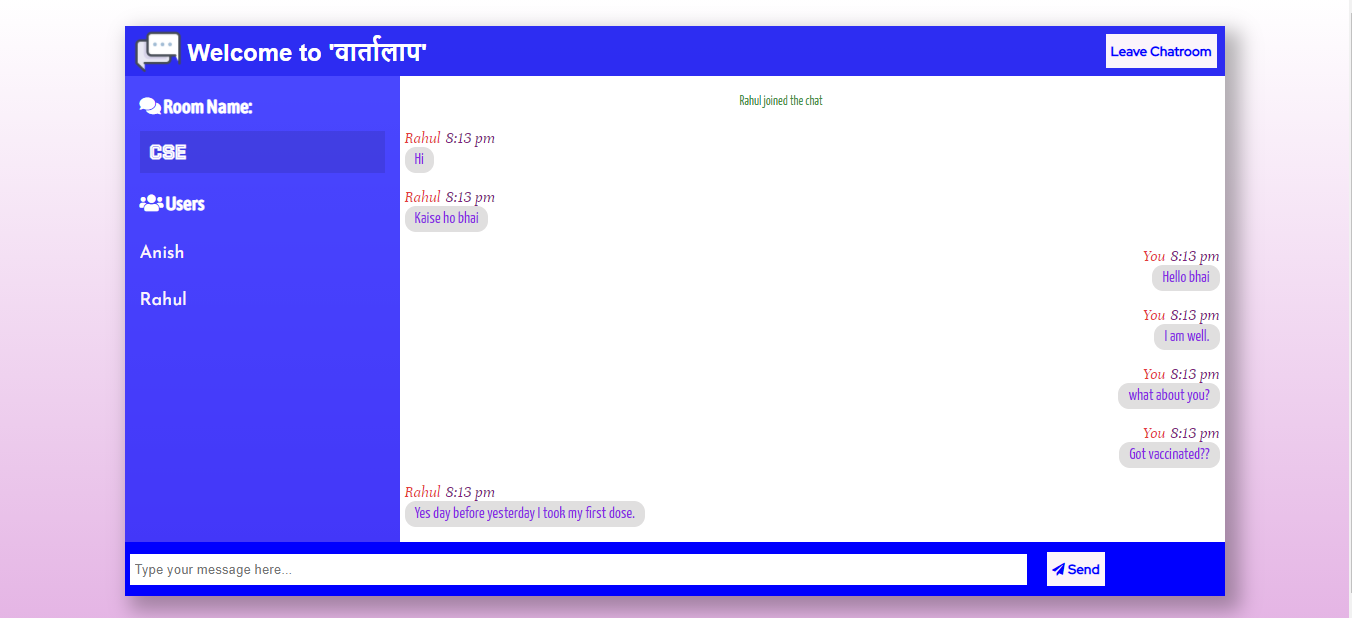 Welcome to 'वार्तालाप'
Leave Chatroom
Room Name:
CSE
Users
Anish
Rahul
Rahul joined the chat
Rahul 8:13 pm
Hi
Rahul 8:13 pm
Kaise ho bhai
You 8:13 pm
Hello bhai
You 8:13 pm
I am well.
You 8:13 pm
what about you?
You 8:13 pm
Got vaccinated??
Rahul 8:13 pm
Yes day before yesterday I took my first dose.
Type your message here...
Send